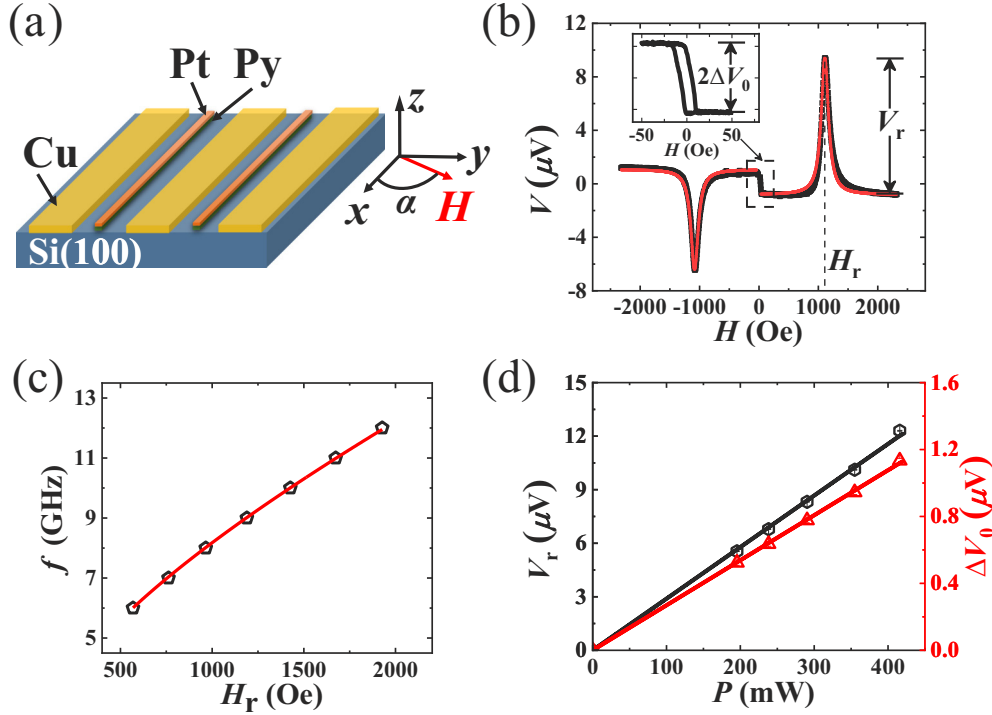 (a)
Pt Py
Cu
Si(100)
z
y
x
α
H
(b)
V (μV)
12
8
4
0
-4
-8
-2000 -1000 0 1000 2000
H (Oe)
2ΔV0
-50 0 50
H (Oe)
Vr
Hr
(c)
f (GHz)
13
11
9
7
5
500 1000 1500 2000
Hr (Oe)
(d)
Vr (μV)
15
12
9
6
3
0
0 100 200 300 400
P (mW)
1.6
1.2
0.8
0.4
0.0
ΔV0 (μV)